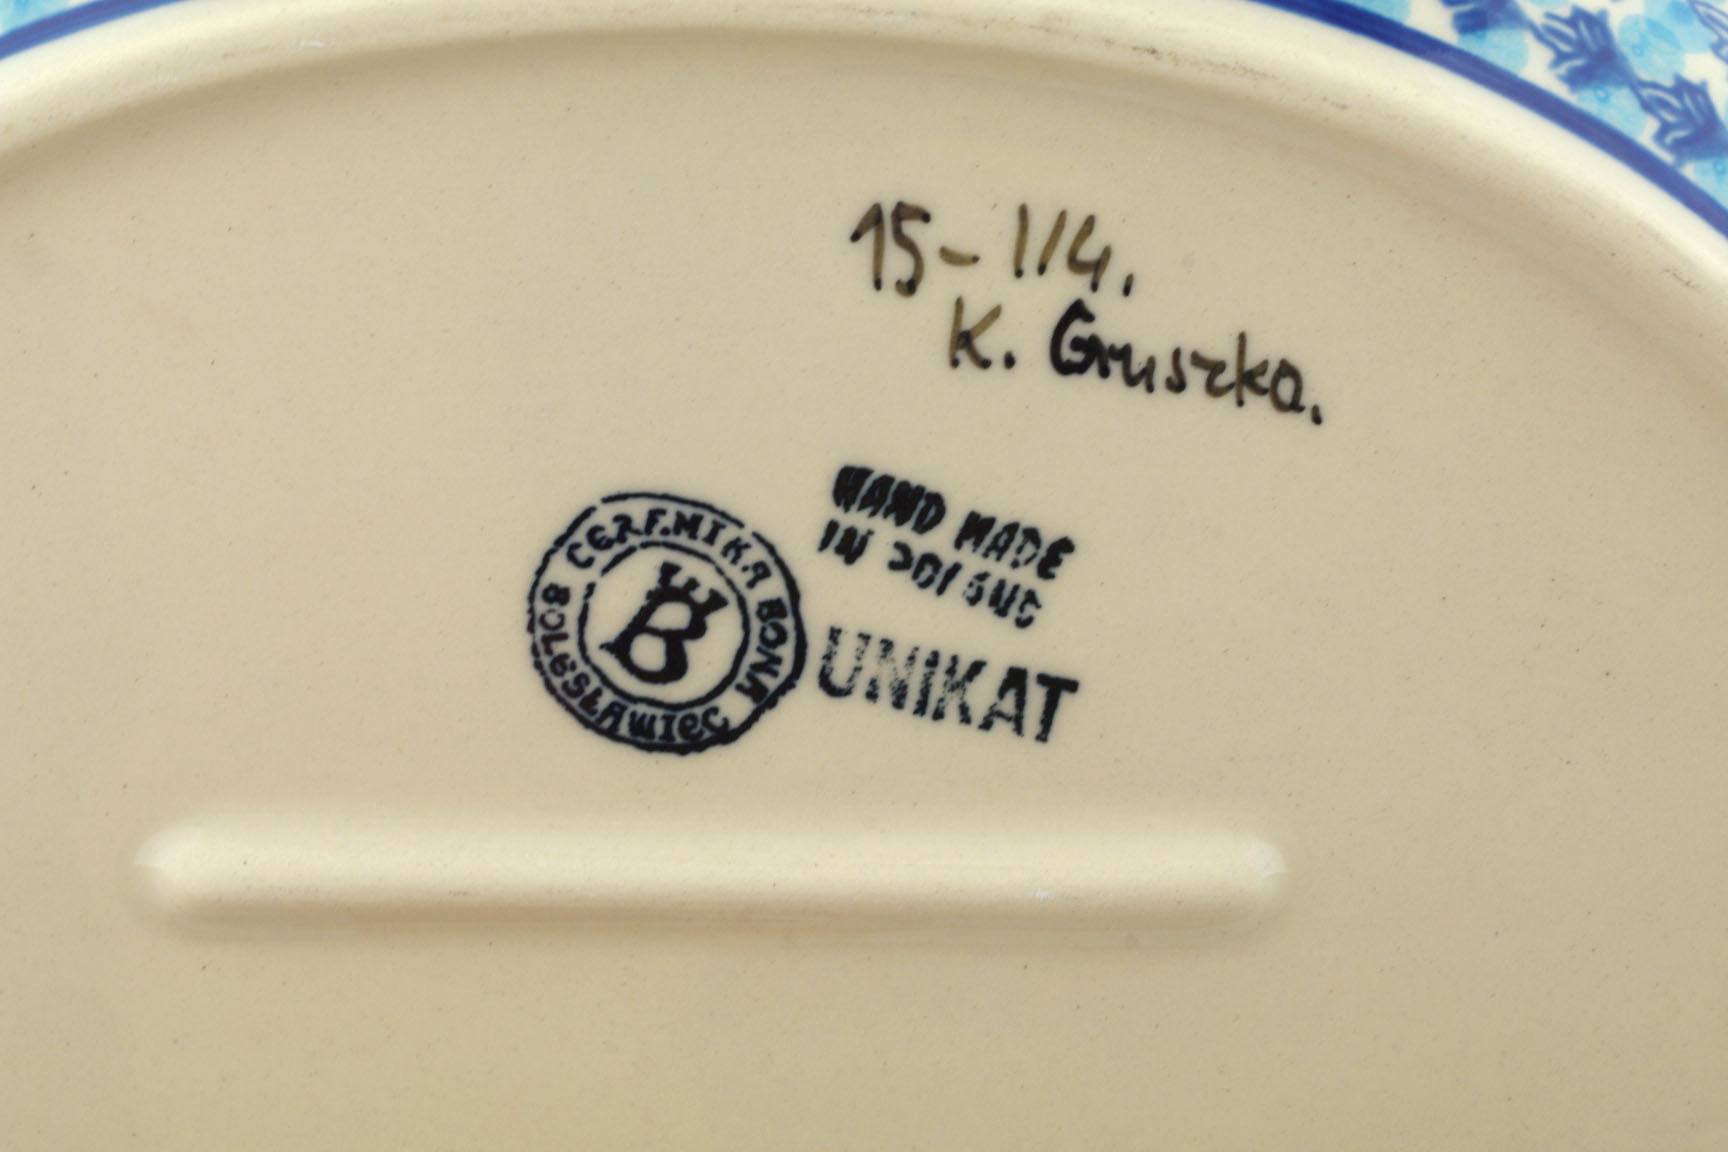 15-114.
K. Gruszka.
HAND MADE
IN POLAND
UNIKAT
CERAMIKA BONA
BOLESŁAWIEC
B